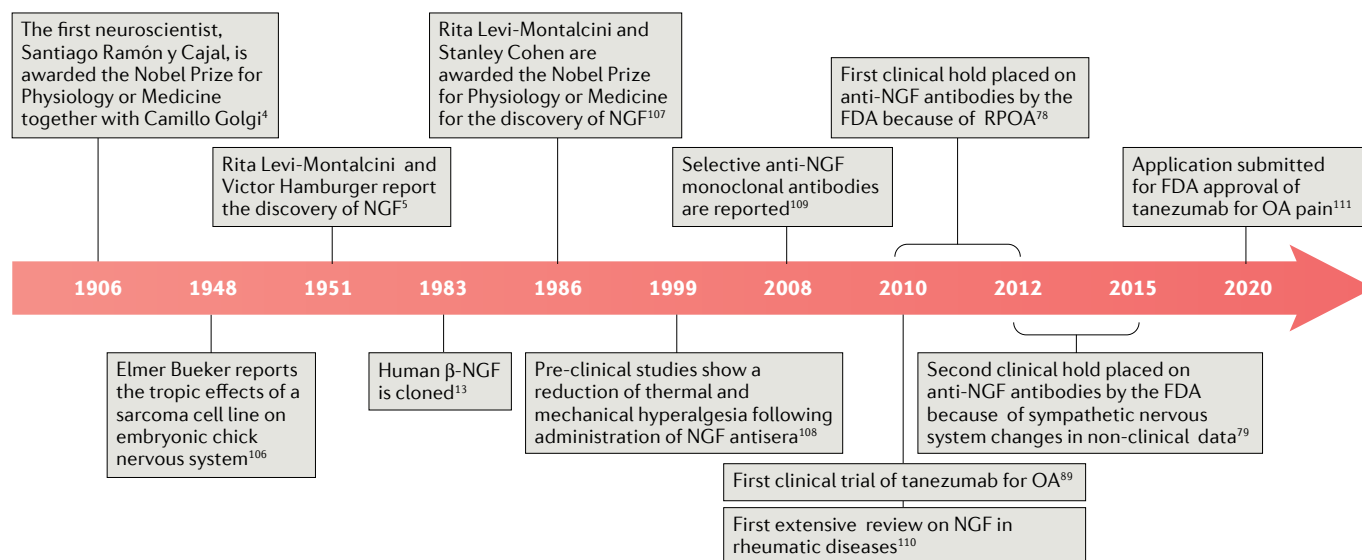 The first neuroscientist,
Santiago Ramón y Cajal, is
awarded the Nobel Prize for
Physiology or Medicine
together with Camillo Golgi⁴
Rita Levi-Montalcini and
Stanley Cohen are
awarded the Nobel Prize
for Physiology or Medicine
for the discovery of NGF¹⁰⁷
First clinical hold placed on
anti-NGF antibodies by the
FDA because of RPOA⁷⁸
Rita Levi-Montalcini and
Victor Hamburger report
the discovery of NGF⁵
Selective anti-NGF
monoclonal antibodies
are reported¹⁰⁹
Application submitted
for FDA approval of
tanezumab for OA pain¹¹¹
1906 1948 1951 1983 1986 1999 2008 2010 2012 2015 2020
Elmer Bueker reports
the tropic effects of a
sarcoma cell line on
embryonic chick
nervous system¹⁰⁶
Human β-NGF
is cloned¹³
Pre-clinical studies show a
reduction of thermal and
mechanical hyperalgesia following
administration of NGF antisera¹⁰⁸
Second clinical hold placed on
anti-NGF antibodies by the FDA
because of sympathetic nervous
system changes in non-clinical data⁷⁹
First clinical trial of tanezumab for OA⁸⁹
First extensive review on NGF in
rheumatic diseases¹¹⁰